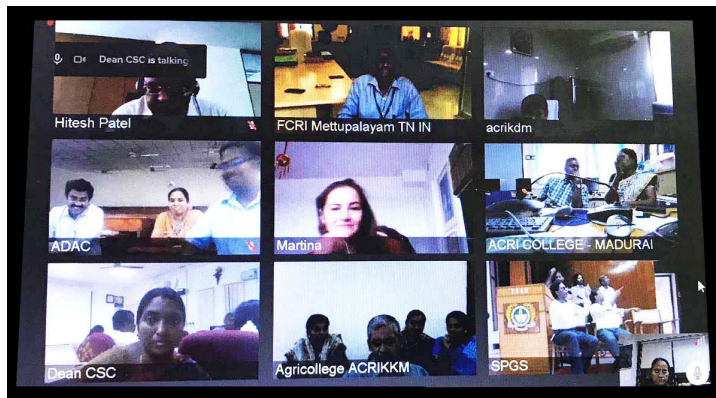 Dean CSC is talking
Hitesh Patel
FCRI Mettupalayam TN IN
acrikdm
ADAC
Martina
ACRI COLLEGE - MADURAI
Dean CSC
Agricollege ACRIKKM
SPGS